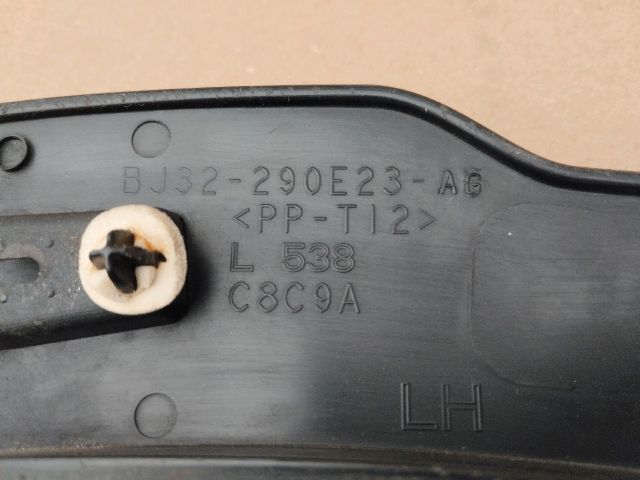 BJ32-290E23-AG
<PP-T12>
L 538
C8C9A
LH